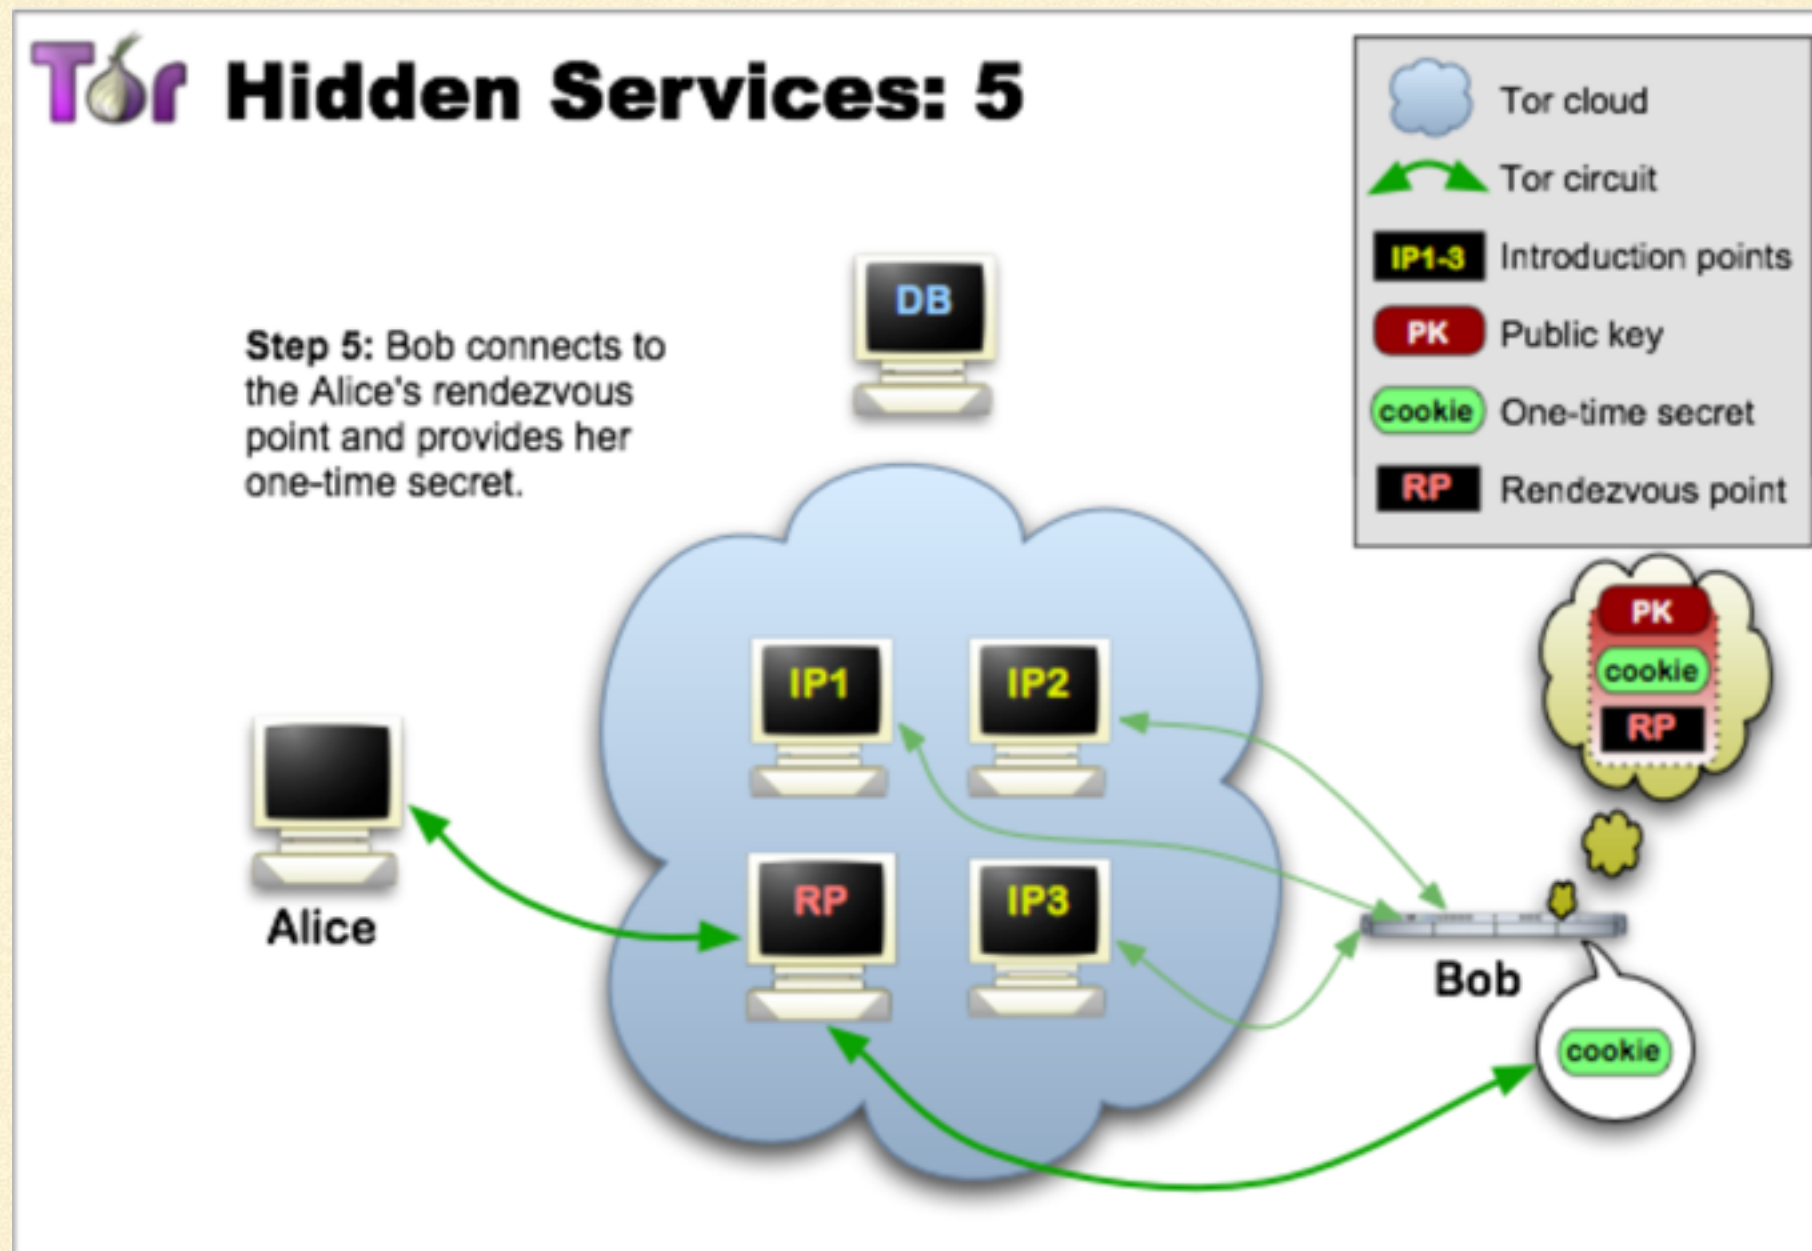 Tor Hidden Services: 5
Tor cloud
Tor circuit
IP1-3 Introduction points
PK Public key
cookie One-time secret
RP Rendezvous point
DB
Step 5: Bob connects to
the Alice's rendezvous
point and provides her
one-time secret.
PK
cookie
RP
IP1
IP2
Alice
RP
IP3
Bob
cookie